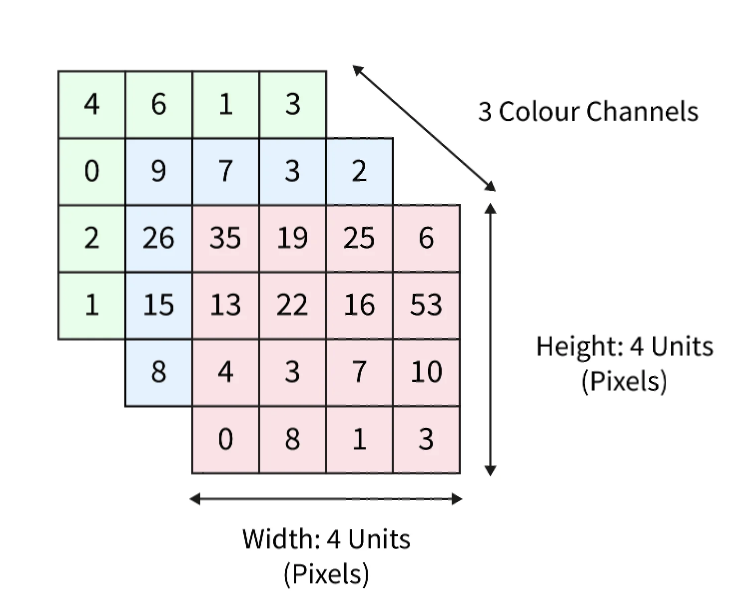 4 6 1 3
3 Colour Channels
0 9 7 3 2
2 26 35 19 25 6
1 15 13 22 16 53
Height: 4 Units
(Pixels)
8 4 3 7 10
0 8 1 3
Width: 4 Units
(Pixels)